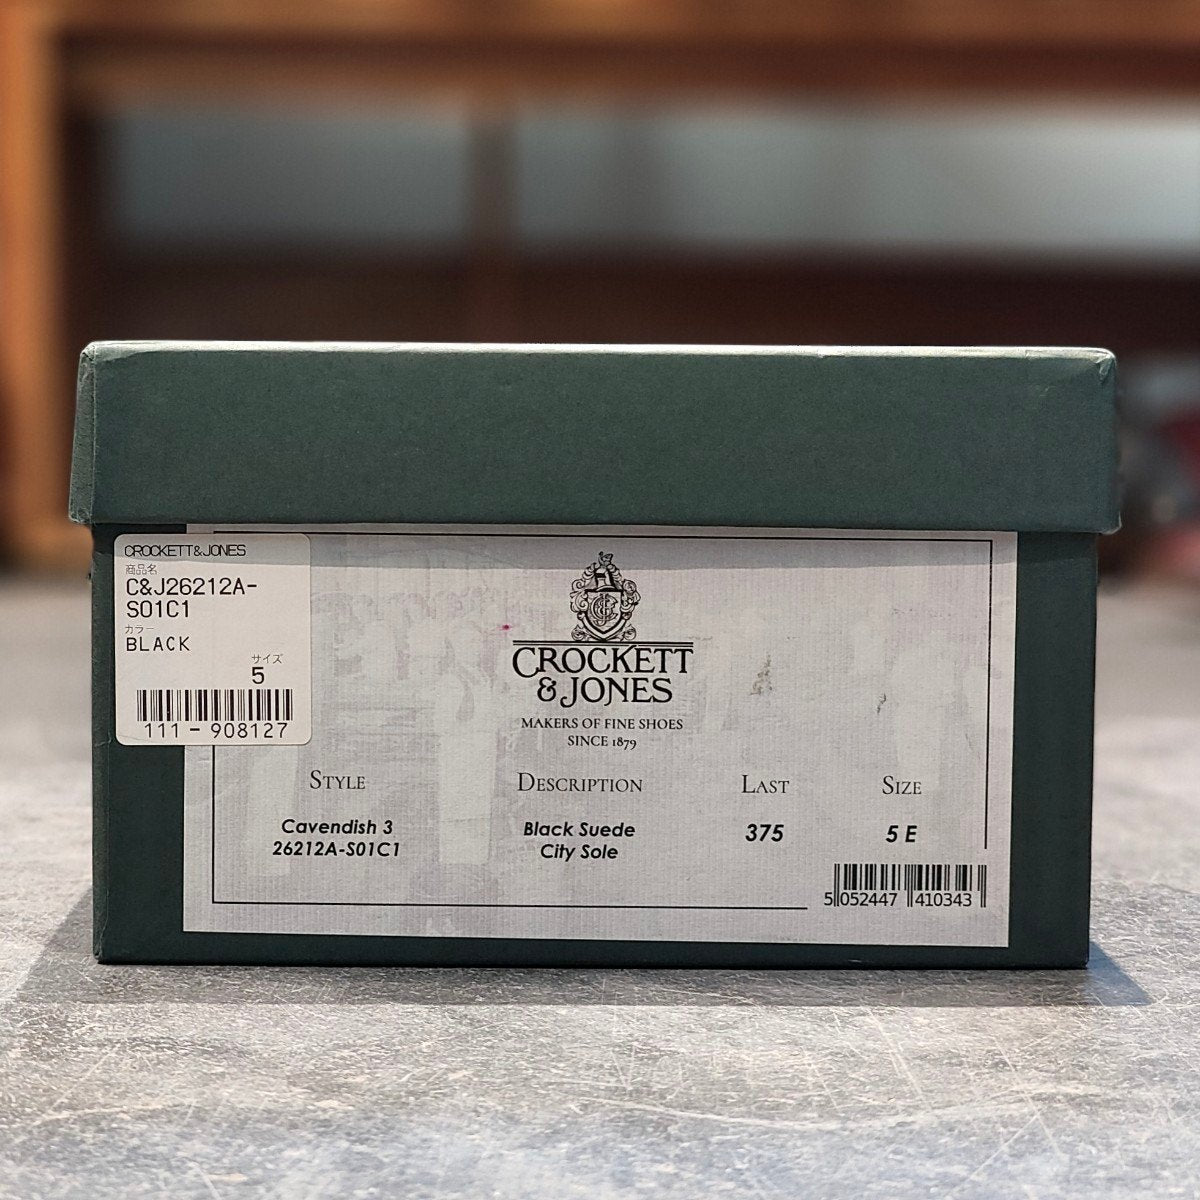 CROCKETT&JONES
商品名
C&J26212A-
S01C1
カラー
BLACK
サイズ
5
111-908127
CROCKETT
& JONES
MAKERS OF FINE SHOES
SINCE 1879
STYLE
DESCRIPTION
LAST
SIZE
Cavendish 3
26212A-S01C1
Black Suede
City Sole
375
5 E
5 052447 410343